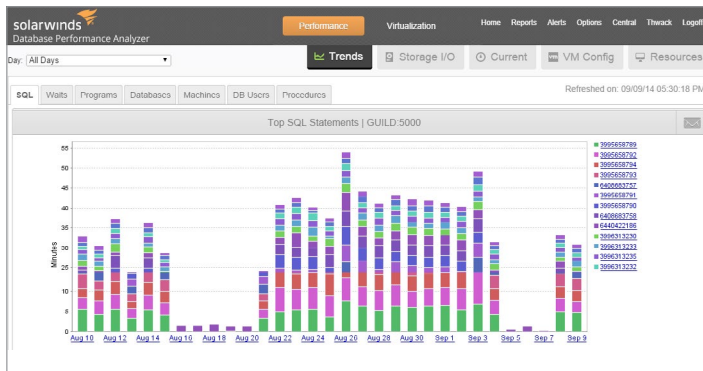 solarwinds
Database Performance Analyzer
Performance
Virtualization
Home Reports Alerts Options Central Thwack Logoff
Day: All Days
Trends
Storage I/O
Current
VM Config
Resources
SQL Waits Programs Databases Machines DB Users Procedures
Refreshed on: 09/09/14 05:30:18 PM
Top SQL Statements | GUILD:5000
Minutes
50
40
35
30
25
10
0
Aug 10 Aug 12 Aug 14 Aug 16 Aug 18 Aug 20 Aug 22 Aug 24 Aug 26 Aug 28 Aug 30 Sep 1 Sep 3 Sep 5 Sep 7 Sep 9
3995658789
3995658792
3995658794
3995658793
6408683757
3995658791
3995658790
6408683758
6440422186
3996313230
3996313233
3996313235
3996313232